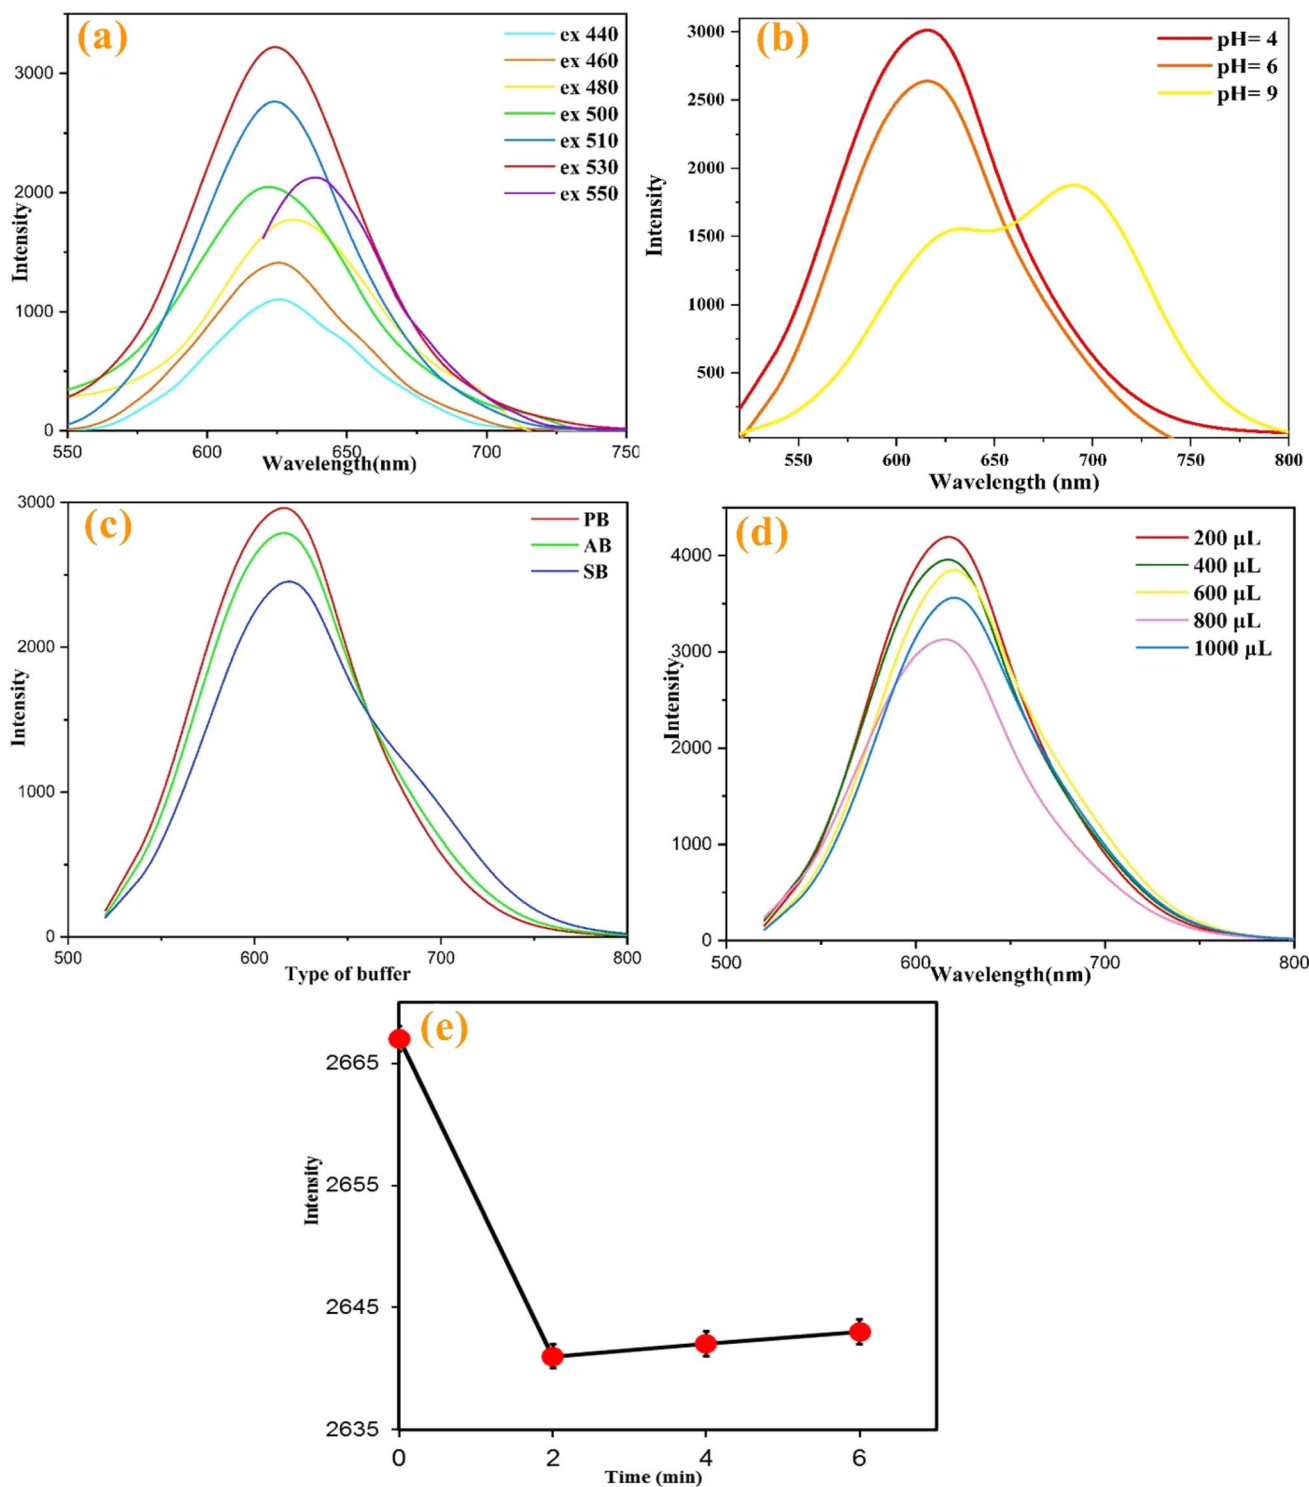 (a)
ex 440
ex 460
ex 480
ex 500
ex 510
ex 530
ex 550
3000
2000
1000
0
Intensity
550
600
650
700
750
Wavelength(nm)
(b)
pH= 4
pH= 6
pH= 9
3000
2500
2000
1500
1000
500
Intensity
550
600
650
700
750
800
Wavelength (nm)
(c)
PB
AB
SB
3000
2000
1000
0
Intensity
500
600
700
800
Type of buffer
(d)
200 µL
400 µL
600 µL
800 µL
1000 µL
4000
3000
2000
1000
0
Intensity
500
600
700
800
Wavelength(nm)
(e)
2665
2655
2645
2635
Intensity
0
2
4
6
Time (min)